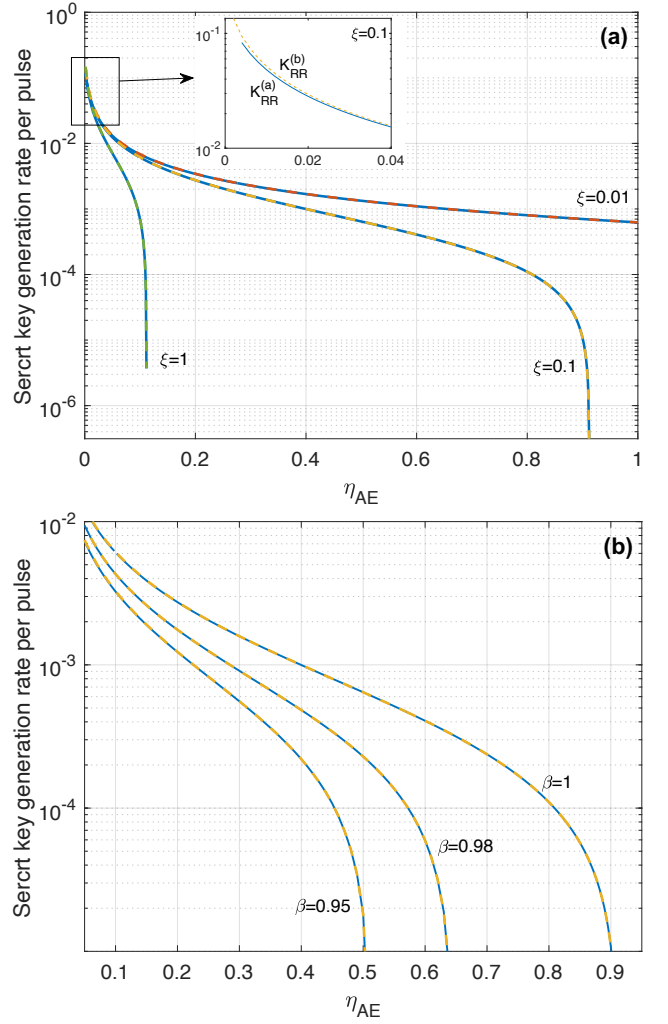 10^0
10^-2
10^-4
10^-6
Sercrt key generation rate per pulse
(a)
10^-1
10^-2
0
0.02
0.04
ξ=0.1
K_RR^(b)
K_RR^(a)
ξ=0.01
ξ=1
ξ=0.1
0 0.2 0.4 0.6 0.8 1
η_AE
10^-2
10^-3
10^-4
Sercrt key generation rate per pulse
(b)
β=1
β=0.98
β=0.95
0.1 0.2 0.3 0.4 0.5 0.6 0.7 0.8 0.9
η_AE